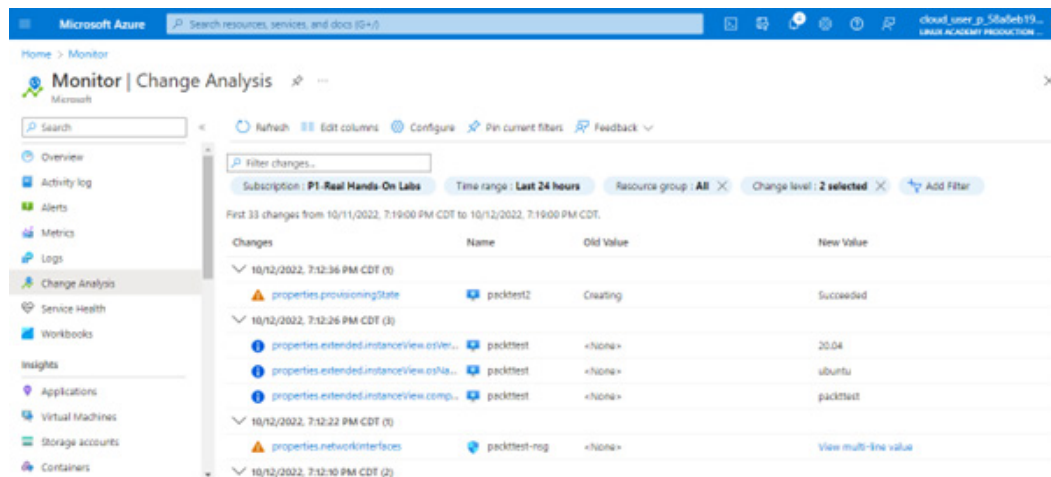 Microsoft Azure
Search resources, services, and docs (G+/)
cloud_user_p_58a8eb19...
LINUX ACADEMY PRODUCTION ...
Home > Monitor
Monitor | Change Analysis ...
Microsoft
Search
«
Refresh Edit columns Configure Pin current filters Feedback
Overview
Activity log
Alerts
Metrics
Logs
Change Analysis
Service Health
Workbooks
Insights
Applications
Virtual Machines
Storage accounts
Containers
Filter changes...
Subscription : P1-Real Hands-On Labs Time range : Last 24 hours Resource group : All Change level : 2 selected Add Filter
First 33 changes from 10/11/2022, 7:19:00 PM CDT to 10/12/2022, 7:19:00 PM CDT.
Changes Name Old Value New Value
10/12/2022, 7:12:36 PM CDT (1)
properties.provisioningState packttest2 Creating Succeeded
10/12/2022, 7:12:26 PM CDT (3)
properties.extended.instanceView.osVer... packttest <None> 20.04
properties.extended.instanceView.osNa... packttest <None> ubuntu
properties.extended.instanceView.comp... packttest <None> packttest
10/12/2022, 7:12:22 PM CDT (1)
properties.networkInterfaces packttest-nsg <None> View multi-line value
10/12/2022, 7:12:10 PM CDT (2)